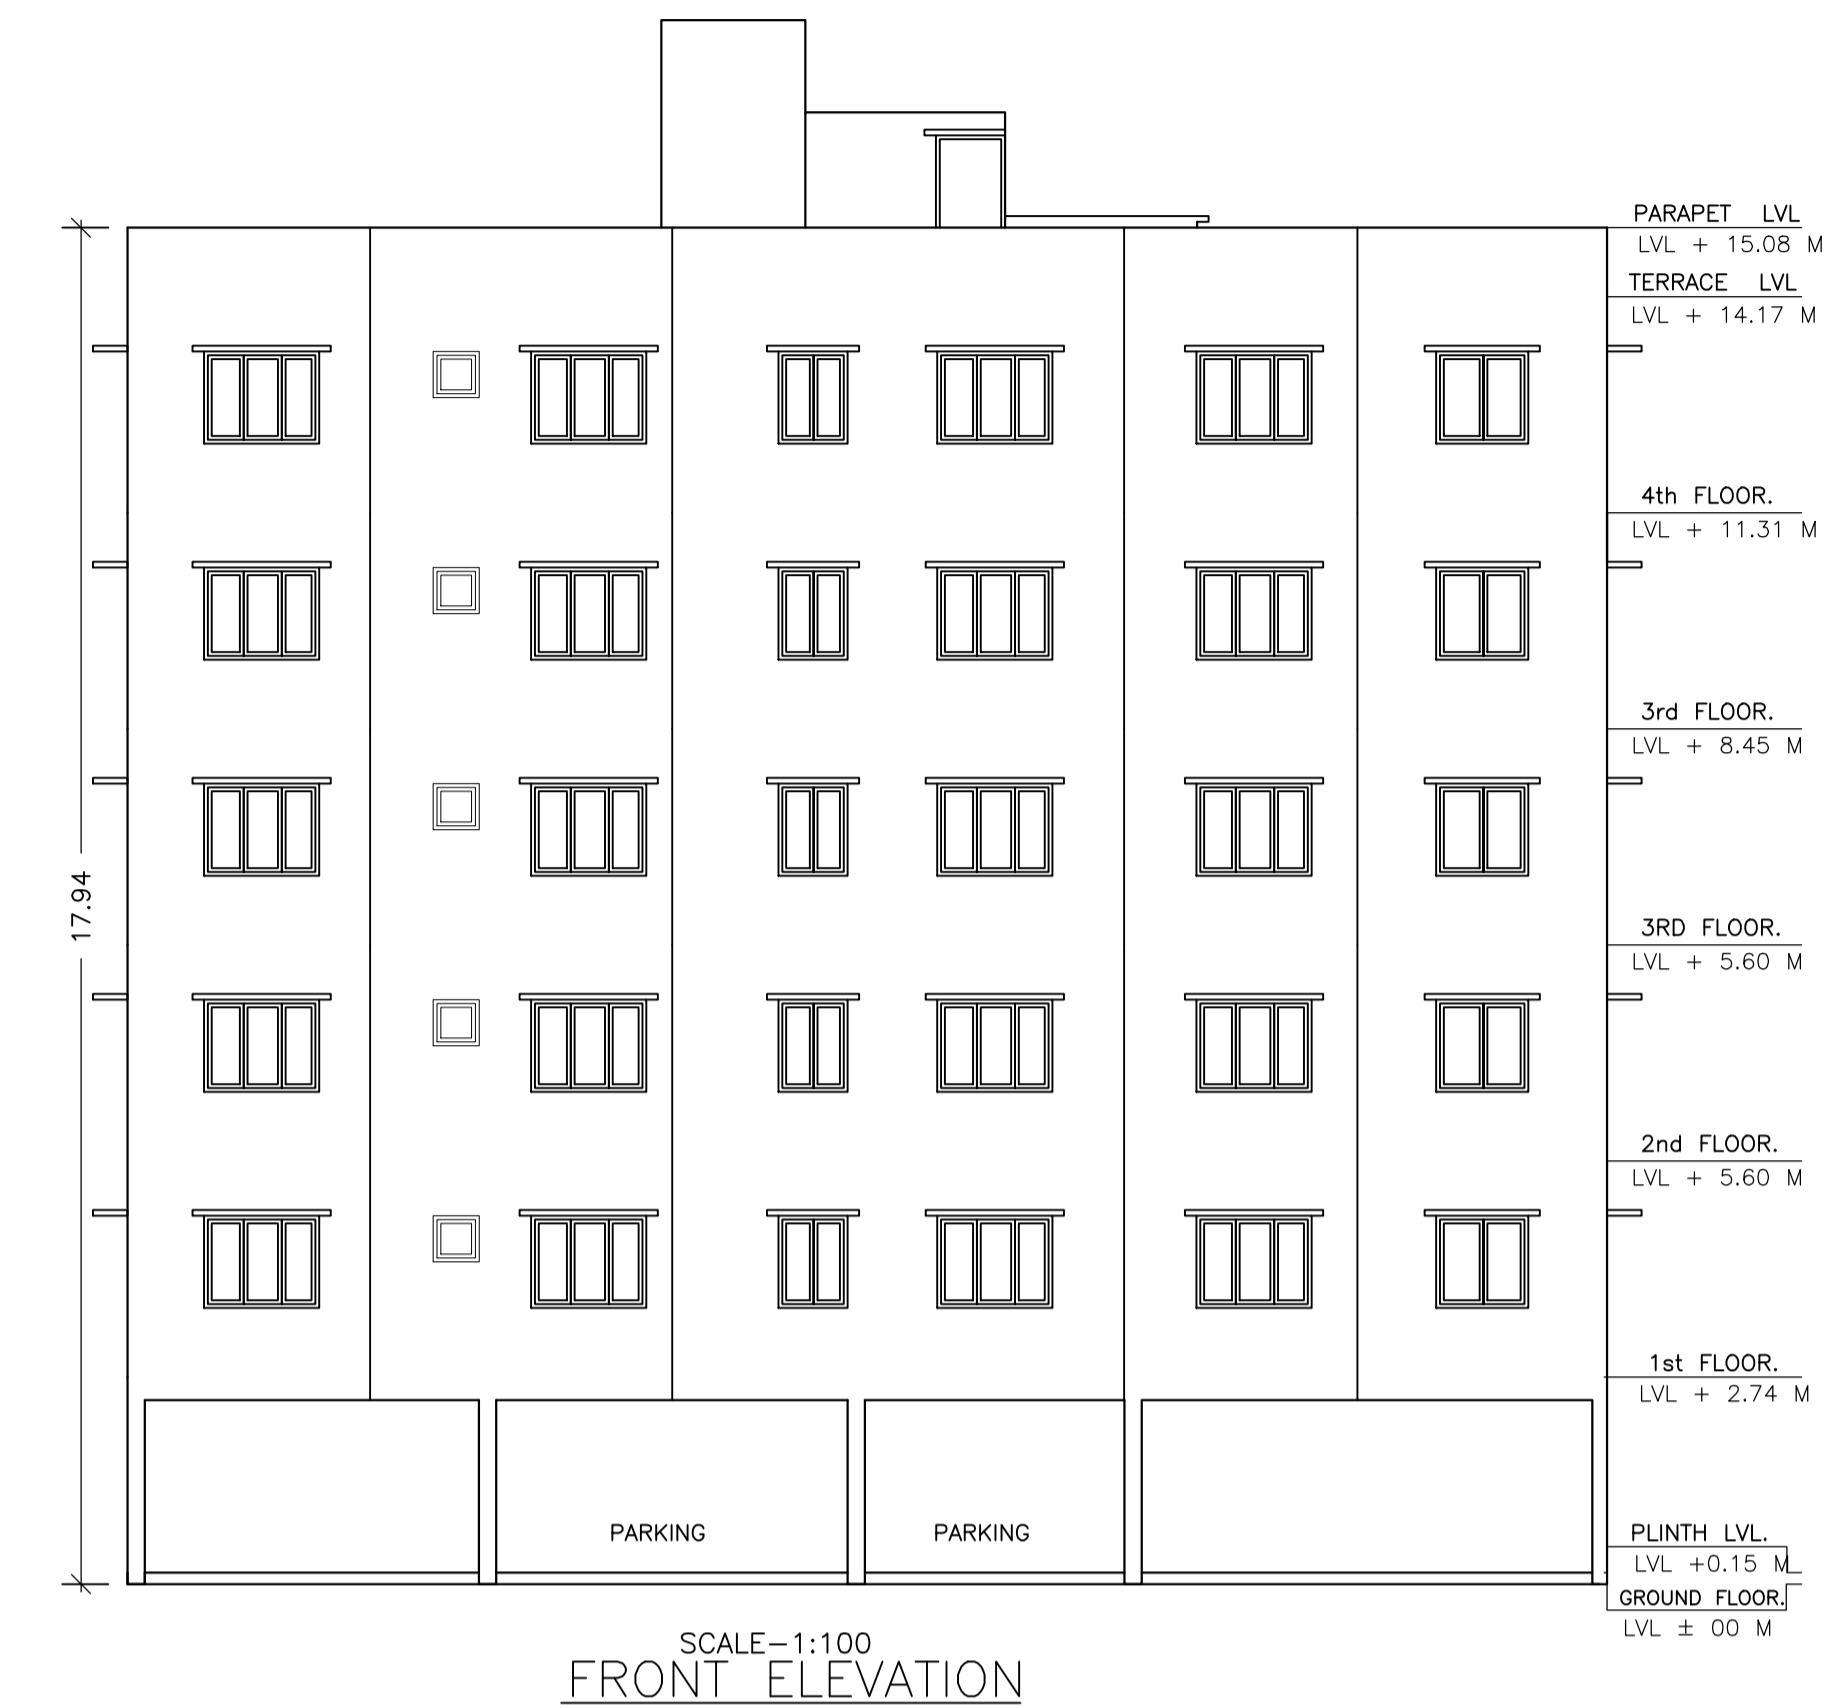 PARAPET LVL
LVL + 15.08 M
TERRACE LVL
LVL + 14.17 M
4th FLOOR.
LVL + 11.31 M
3rd FLOOR.
LVL + 8.45 M
17.94
3RD FLOOR.
LVL + 5.60 M
2nd FLOOR.
LVL + 5.60 M
1st FLOOR.
LVL + 2.74 M
PARKING
PARKING
PLINTH LVL.
LVL +0.15 M
GROUND FLOOR.
LVL ± 00 M
SCALE-1:100
FRONT ELEVATION